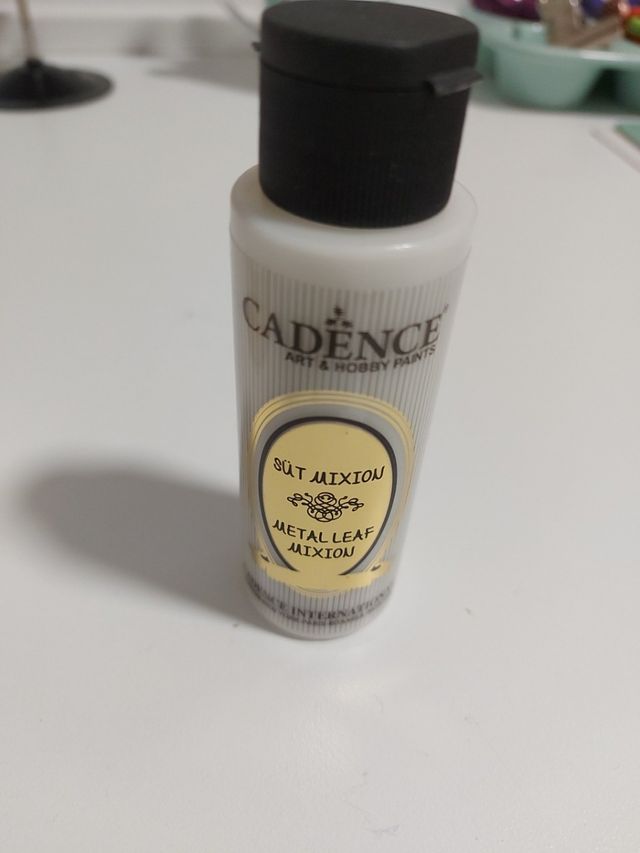 CADENCE
ART & HOBBY PAINTS
SÜT MIXION
METAL LEAF
MIXION